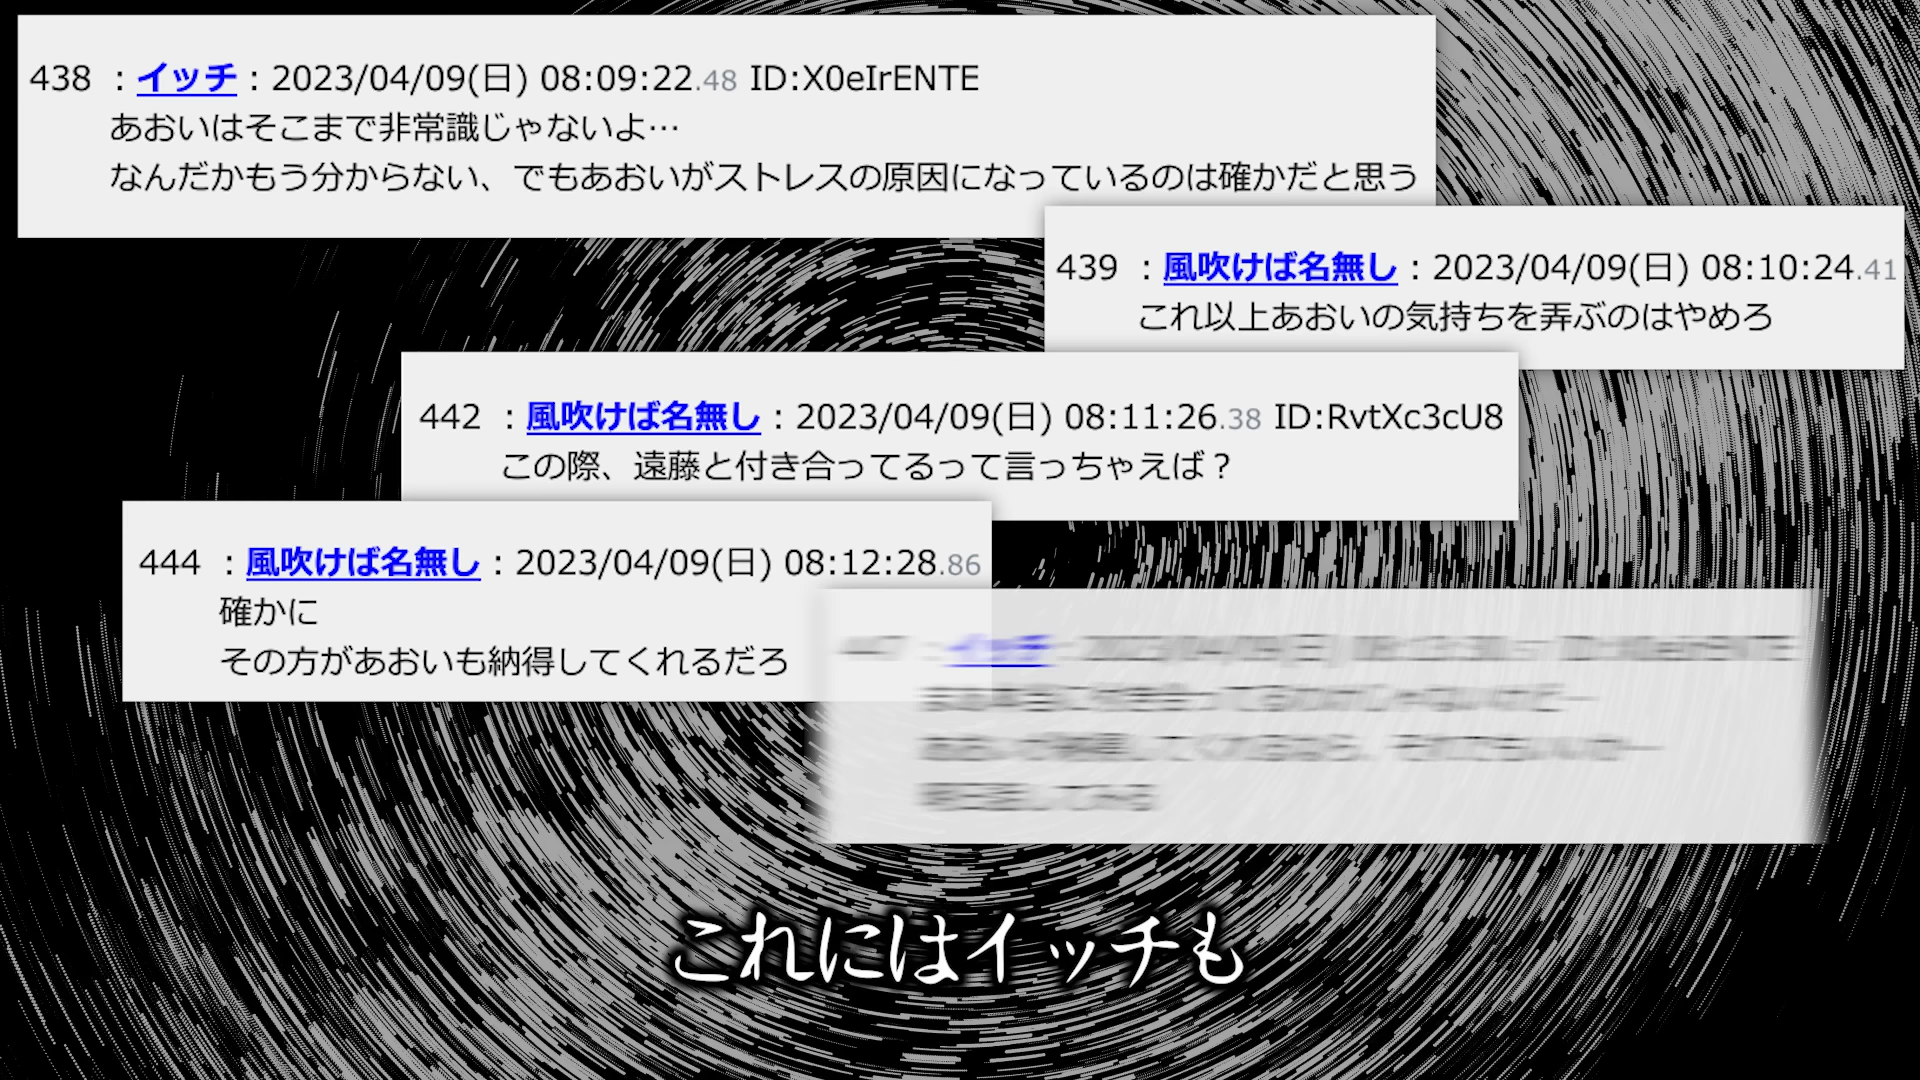 438 ：イッチ：2023/04/09(日) 08:09:22.48 ID:X0eIrENTE
あおいはそこまで非常識じゃないよ…
なんだかもう分からない、でもあおいがストレスの原因になっているのは確かだと思う
439 ：風吹けば名無し：2023/04/09(日) 08:10:24.41
これ以上あおいの気持ちを弄ぶのはやめろ
442 ：風吹けば名無し：2023/04/09(日) 08:11:26.38 ID:RvtXc3cU8
この際、遠藤と付き合ってるって言っちゃえば？
444 ：風吹けば名無し：2023/04/09(日) 08:12:28.86
確かに
その方があおいも納得してくれるだろ
イッチ
これにはイッチも